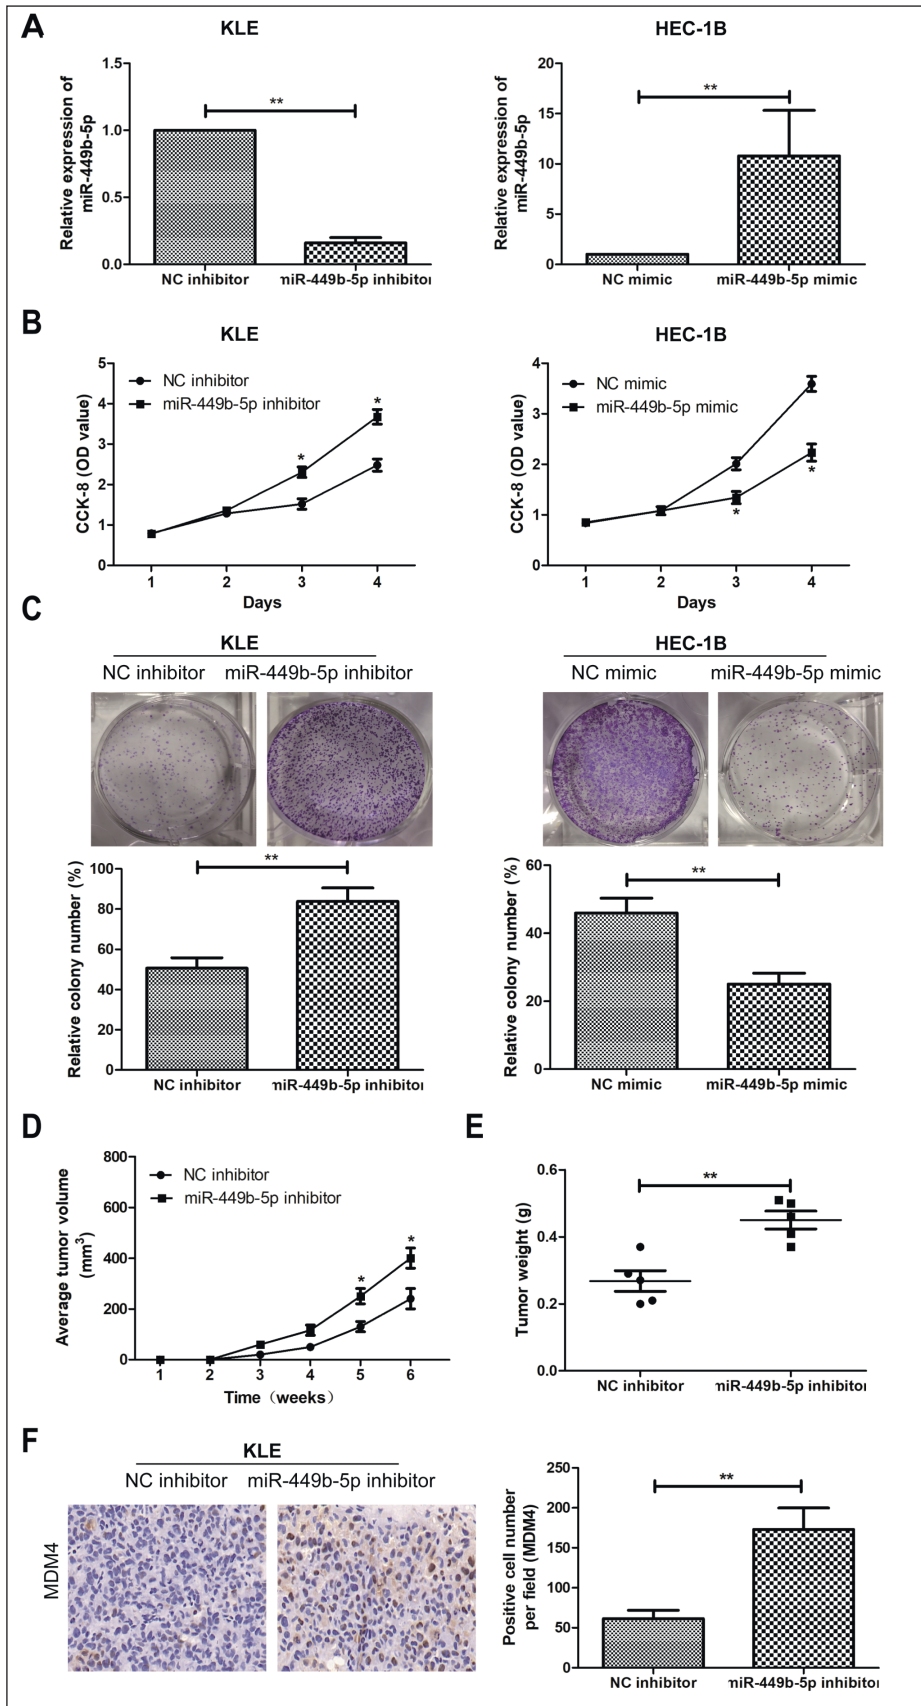 A
KLE
HEC-1B
Relative expression of
miR-449b-5p
1.5
1.0
0.5
0.0
**
NC inhibitor
miR-449b-5p inhibitor
Relative expression of
miR-449b-5p
20
15
10
5
0
**
NC mimic
miR-449b-5p mimic
B
KLE
HEC-1B
CCK-8 (OD value)
5
4
3
2
1
0
NC inhibitor
miR-449b-5p inhibitor
*
*
1 2 3 4
Days
CCK-8 (OD value)
4
3
2
1
0
NC mimic
miR-449b-5p mimic
*
*
1 2 3 4
Days
C
KLE
NC inhibitor miR-449b-5p inhibitor
HEC-1B
NC mimic miR-449b-5p mimic
Relative colony number (%)
100
80
60
40
20
0
**
NC inhibitor
miR-449b-5p inhibitor
Relative colony number (%)
60
40
20
0
**
NC mimic
miR-449b-5p mimic
D
Average tumor volume
(mm³)
800
600
400
200
0
NC inhibitor
miR-449b-5p inhibitor
*
*
1 2 3 4 5 6
Time (weeks)
E
Tumor weight (g)
0.6
0.4
0.2
0.0
**
NC inhibitor
miR-449b-5p inhibitor
F
KLE
NC inhibitor miR-449b-5p inhibitor
MDM4
Positive cell number
per field (MDM4)
250
200
150
100
50
0
**
NC inhibitor
miR-449b-5p inhibitor